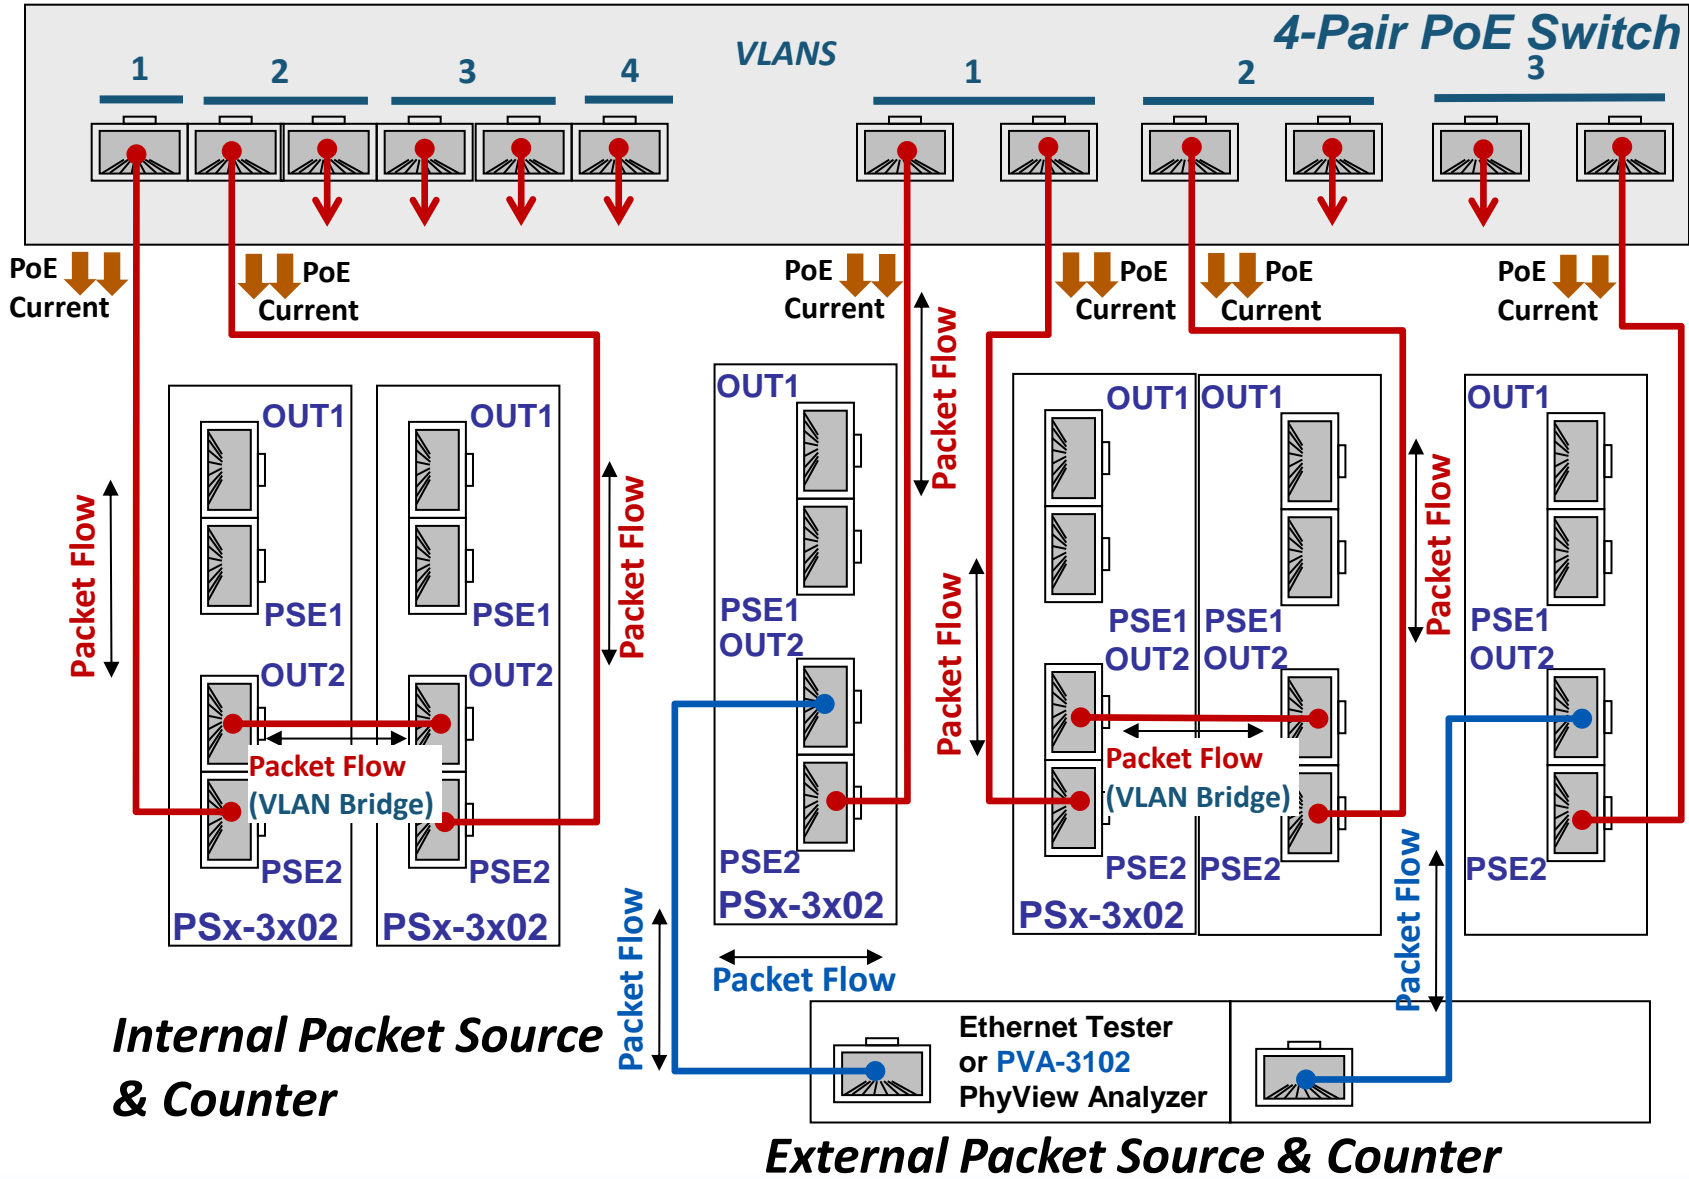 4-Pair PoE Switch
VLANS
1
2
3
4
1
2
3
PoE
Current
PoE
Current
PoE
Current
PoE
Current
PoE
Current
PoE
Current
Packet Flow
OUT1
PSE1
OUT2
PSE2
PSx-3x02
OUT1
PSE1
OUT2
PSE2
PSx-3x02
Packet Flow
(VLAN Bridge)
Packet Flow
OUT1
PSE1
OUT2
PSE2
PSx-3x02
Packet Flow
Packet Flow
Packet Flow
Packet Flow
OUT1
PSE1
OUT2
PSE2
PSx-3x02
OUT1
PSE1
OUT2
PSE2
Packet Flow
(VLAN Bridge)
Packet Flow
OUT1
PSE1
OUT2
PSE2
Packet Flow
Internal Packet Source
& Counter
Ethernet Tester
or PVA-3102
PhyView Analyzer
External Packet Source & Counter